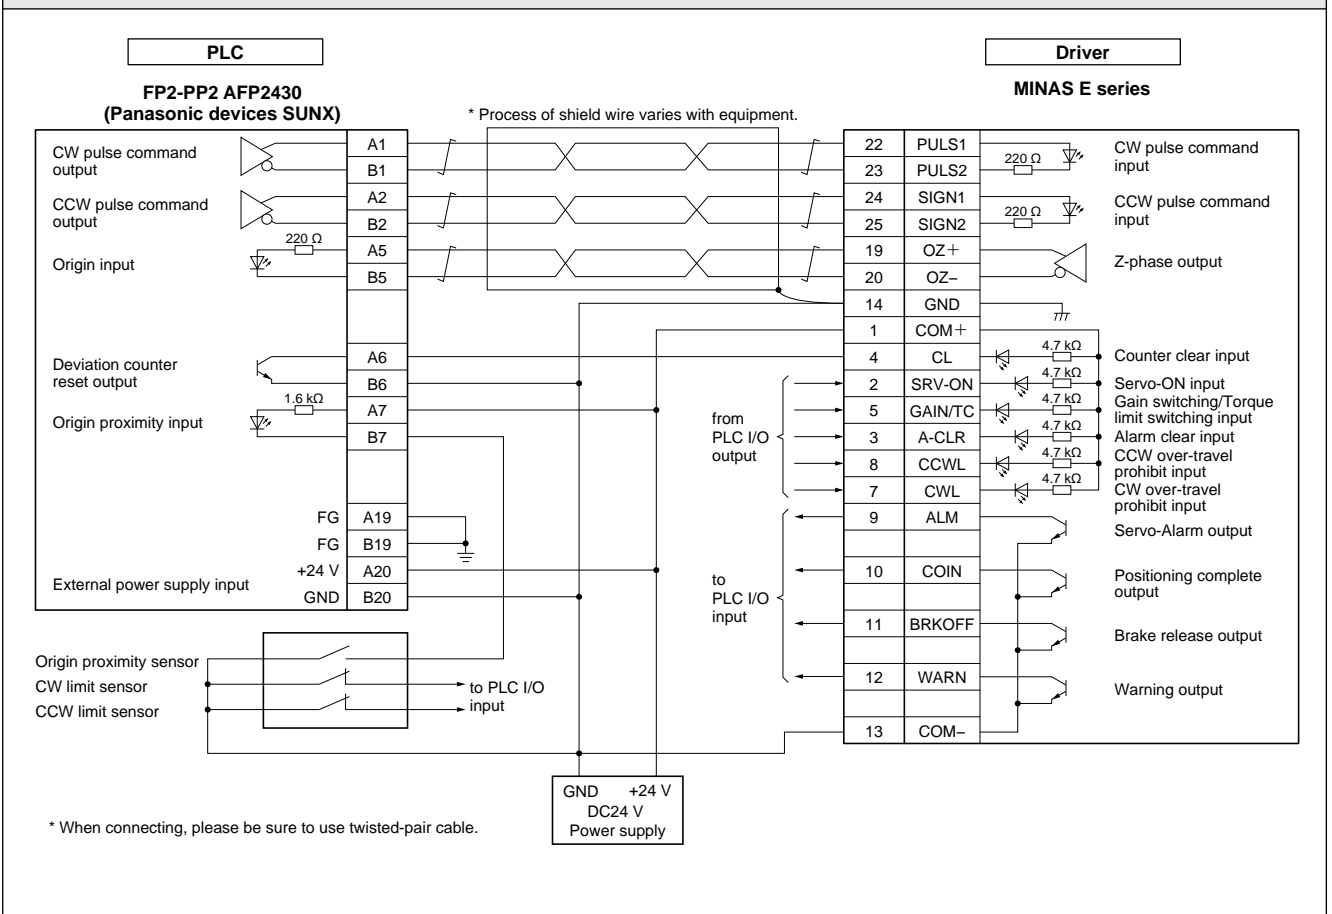 PLC
Driver
FP2-PP2 AFP2430
(Panasonic devices SUNX)
MINAS E series
* Process of shield wire varies with equipment.
CW pulse command
output
A1
B1
CCW pulse command
output
A2
B2
220 Ω
Origin input
A5
B5
Deviation counter
reset output
A6
B6
1.6 kΩ
Origin proximity input
A7
B7
FG A19
FG B19
+24 V A20
External power supply input
GND B20
Origin proximity sensor
CW limit sensor
CCW limit sensor
to PLC I/O
input
from
PLC I/O
output
to
PLC I/O
input
22 PULS1
23 PULS2
220 Ω
CW pulse command
input
24 SIGN1
25 SIGN2
220 Ω
CCW pulse command
input
19 OZ+
20 OZ−
Z-phase output
14 GND
1 COM+
4 CL
4.7 kΩ
Counter clear input
2 SRV-ON
4.7 kΩ
Servo-ON input
5 GAIN/TC
4.7 kΩ
Gain switching/Torque
limit switching input
3 A-CLR
4.7 kΩ
Alarm clear input
8 CCWL
4.7 kΩ
CCW over-travel
prohibit input
7 CWL
4.7 kΩ
CW over-travel
prohibit input
9 ALM
Servo-Alarm output
10 COIN
Positioning complete
output
11 BRKOFF
Brake release output
12 WARN
Warning output
13 COM−
GND +24 V
DC24 V
Power supply
* When connecting, please be sure to use twisted-pair cable.